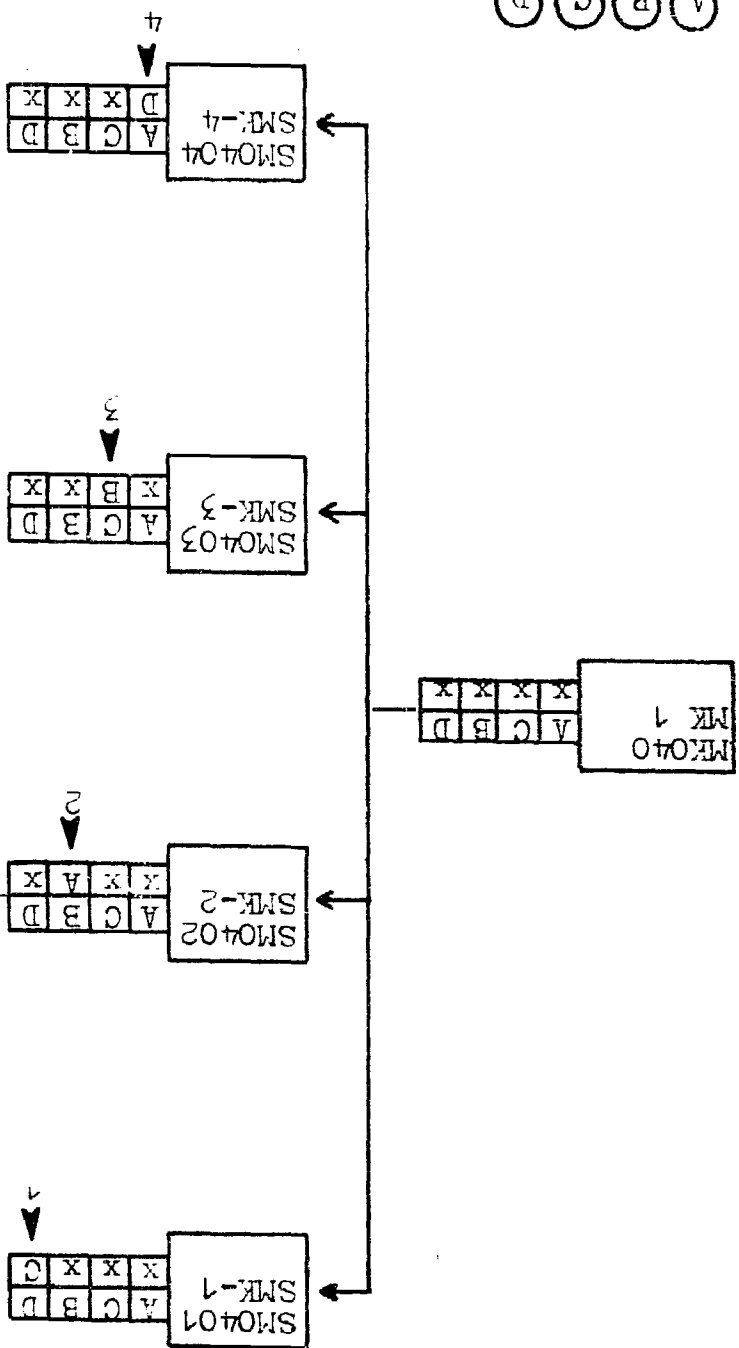 SM0401
SMK-1
A C B D
x x x C
1
SM0402
SMK-2
A C B D
x x A x
2
MK040
MK 1
A C B D
x x x x
SM0403
SMK-3
A C B D
x B x x
3
SM0404
SMK-4
A C B D
D x x x
4
A B C D